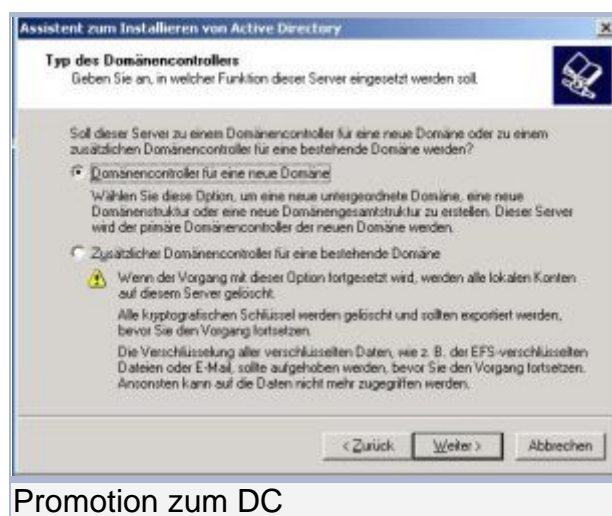 Assistent zum Installieren von Active Directory
Typ des Domänencontrollers
Geben Sie an, in welcher Funktion dieser Server eingesetzt werden soll.
Soll dieser Server zu einem Domänencontroller für eine neue Domäne oder zu einem
zusätzlichen Domänencontroller für eine bestehende Domäne werden?
Domänencontroller für eine neue Domäne
Wählen Sie diese Option, um eine neue untergeordnete Domäne, eine neue
Domänenstruktur oder eine neue Domänengesamtstruktur zu erstellen. Dieser Server
wird der primäre Domänencontroller der neuen Domäne werden.
Zusätzlicher Domänencontroller für eine bestehende Domäne
Wenn der Vorgang mit dieser Option fortgesetzt wird, werden alle lokalen Konten
auf diesem Server gelöscht.
Alle kryptografischen Schlüssel werden gelöscht und sollten exportiert werden,
bevor Sie den Vorgang fortsetzen.
Die Verschlüsselung aller verschlüsselten Daten, wie z. B. der EFS-verschlüsselten
Dateien oder E-Mail, sollte aufgehoben werden, bevor Sie den Vorgang fortsetzen.
Ansonsten kann auf die Daten nicht mehr zugegriffen werden.
< Zurück Weiter > Abbrechen
Promotion zum DC